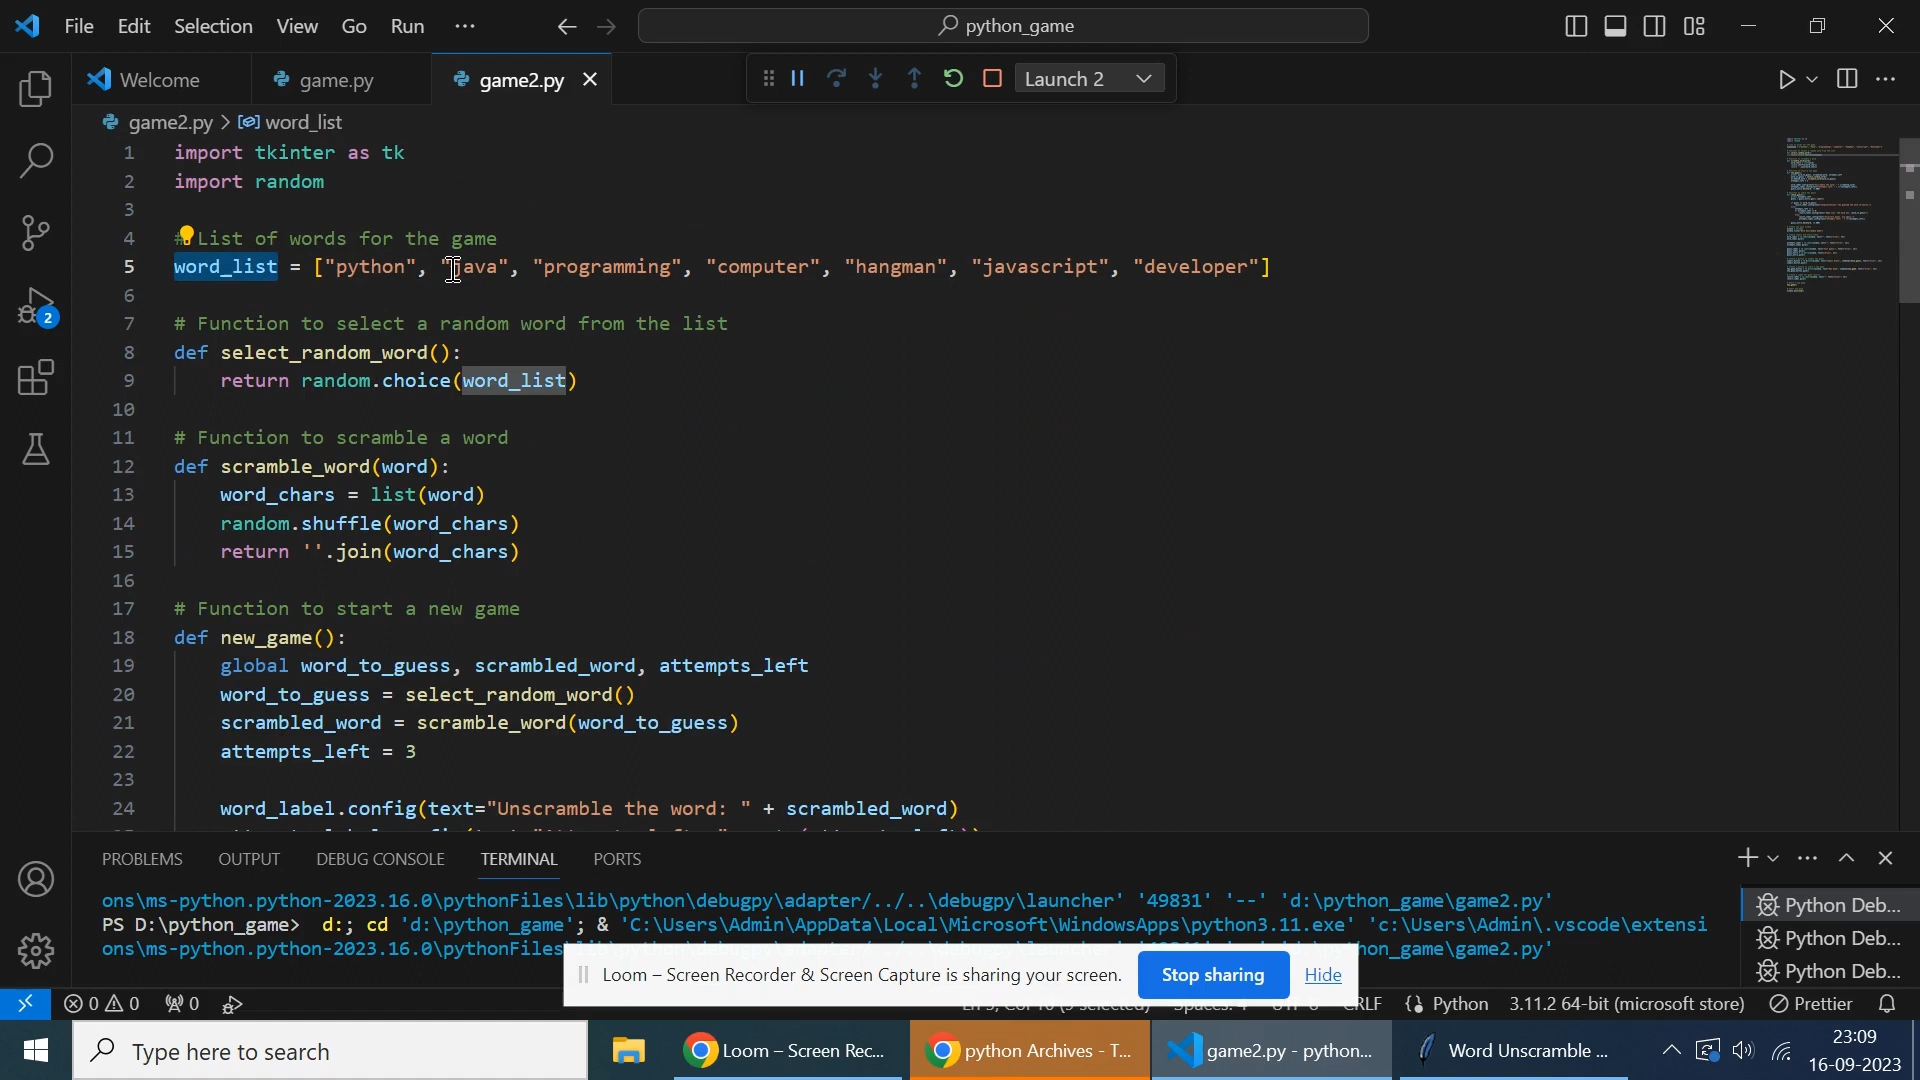 File Edit Selection View Go Run ··· python_game
Welcome game.py game2.py Launch 2
game2.py > word_list
1 import tkinter as tk
2 import random
3
4 # List of words for the game
5 word_list = ["python", "java", "programming", "computer", "hangman", "javascript", "developer"]
6
7 # Function to select a random word from the list
8 def select_random_word():
9 return random.choice(word_list)
10
11 # Function to scramble a word
12 def scramble_word(word):
13 word_chars = list(word)
14 random.shuffle(word_chars)
15 return ''.join(word_chars)
16
17 # Function to start a new game
18 def new_game():
19 global word_to_guess, scrambled_word, attempts_left
20 word_to_guess = select_random_word()
21 scrambled_word = scramble_word(word_to_guess)
22 attempts_left = 3
23
24 word_label.config(text="Unscramble the word: " + scrambled_word)
2
PROBLEMS OUTPUT DEBUG CONSOLE TERMINAL PORTS
ons\ms-python.python-2023.16.0\pythonFiles\lib\python\debugpy\adapter/../..\debugpy\launcher' '49831' '--' 'd:\python_game\game2.py'
PS D:\python_game> d:; cd 'd:\python_game'; & 'C:\Users\Admin\AppData\Local\Microsoft\WindowsApps\python3.11.exe' 'c:\Users\Admin\.vscode\extensi
ons\ms-python.python-2023.16.0\pythonFiles
Python Deb...
Python Deb...
Python Deb...
Loom – Screen Recorder & Screen Capture is sharing your screen. Stop sharing Hide
0 0 0 CRLF Python 3.11.2 64-bit (microsoft store) Prettier
Type here to search Loom – Screen Rec... python Archives - T... game2.py - python... Word Unscramble ... 23:09
16-09-2023